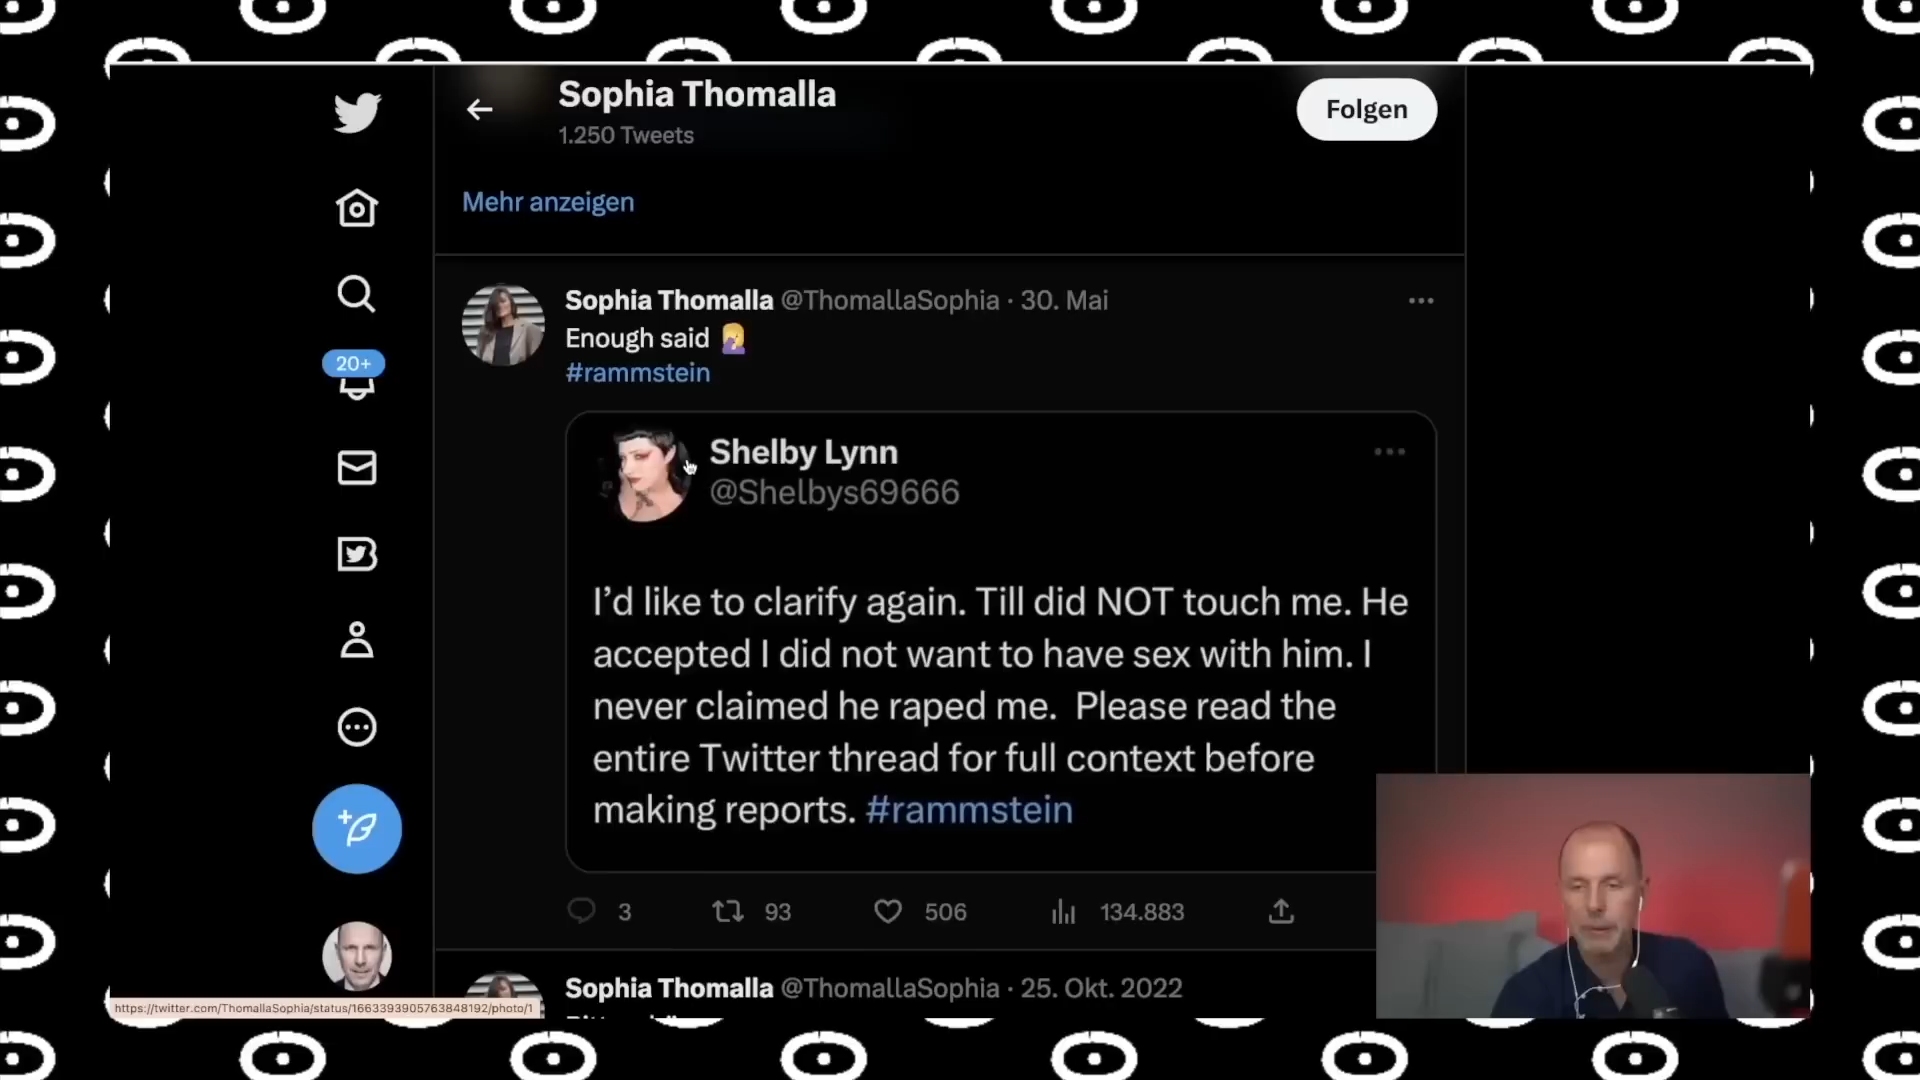 Sophia Thomalla
1.250 Tweets
Folgen
Mehr anzeigen
Sophia Thomalla @ThomallaSophia · 30. Mai
Enough said 🤦‍♀️
#rammstein
20+
Shelby Lynn
@Shelbys69666
I’d like to clarify again. Till did NOT touch me. He
accepted I did not want to have sex with him. I
never claimed he raped me.  Please read the
entire Twitter thread for full context before
making reports. #rammstein
3 93 506 134.883
Sophia Thomalla @ThomallaSophia · 25. Okt. 2022
https://twitter.com/ThomallaSophia/status/1663393905763848192/photo/1